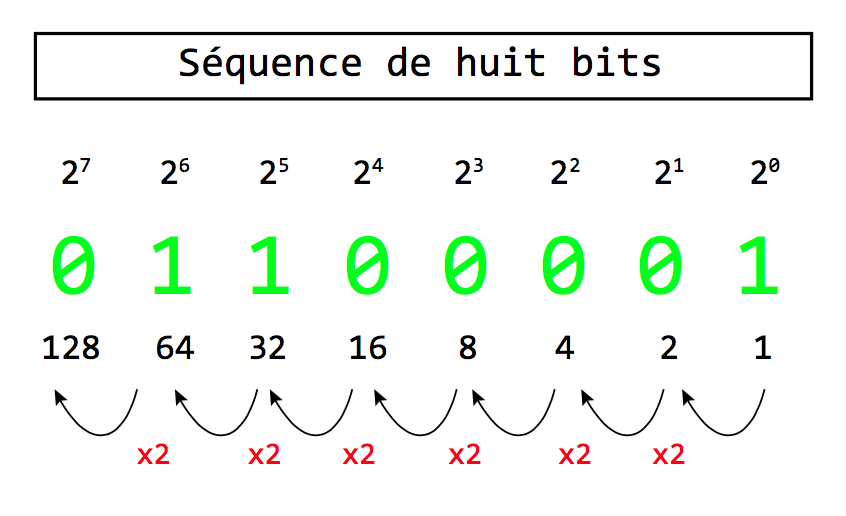 Séquence de huit bits
2⁷ 2⁶ 2⁵ 2⁴ 2³ 2² 2¹ 2⁰
0 1 1 0 0 0 0 1
128 64 32 16 8 4 2 1
x2 x2 x2 x2 x2 x2